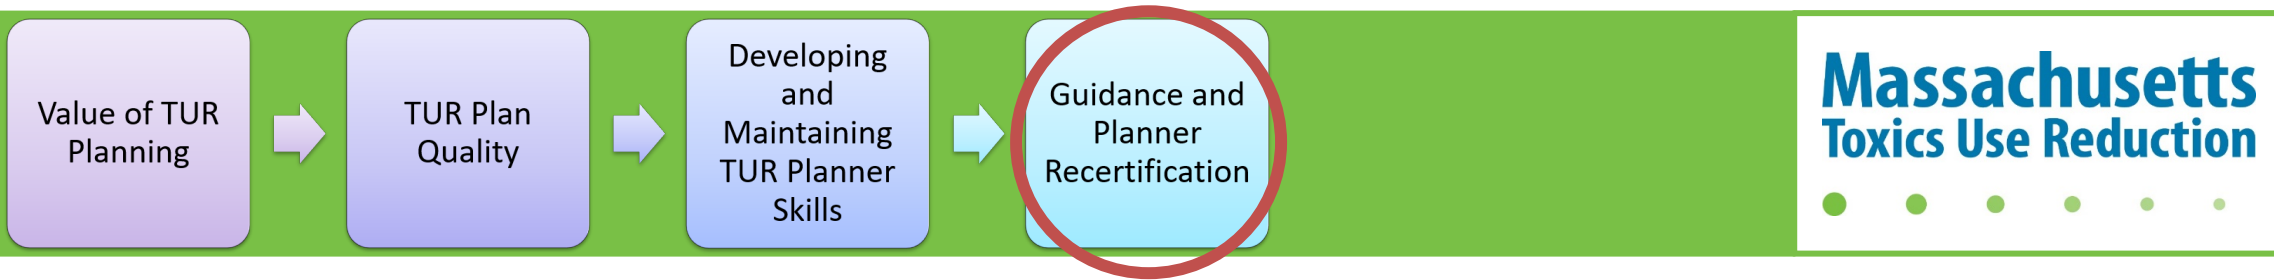 Value of TUR
Planning
TUR Plan
Quality
Developing
and
Maintaining
TUR Planner
Skills
Guidance and
Planner
Recertification
Massachusetts
Toxics Use Reduction